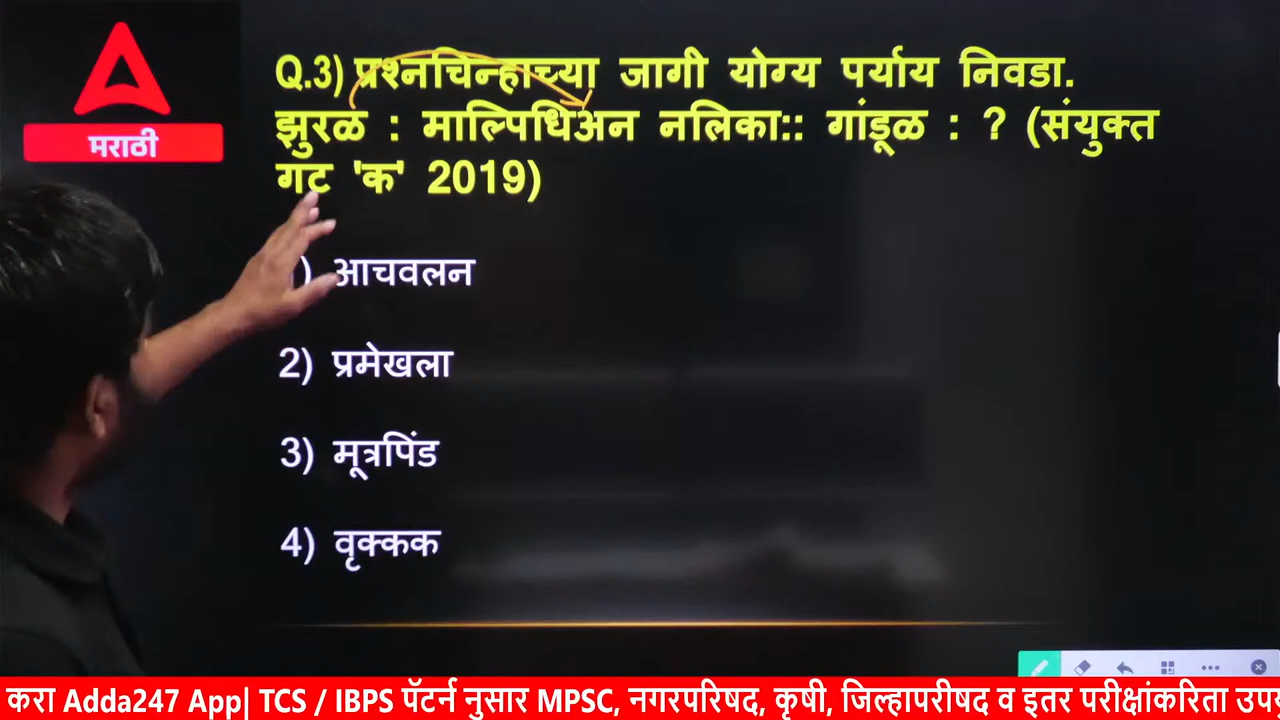 मराठी
Q.3) प्रश्नचिन्हाच्या जागी योग्य पर्याय निवडा.
झुरळ : माल्पिधिअन नलिका:: गांडूळ : ? (संयुक्त
गट 'क' 2019)
1) आचवलन
2) प्रमेखला
3) मूत्रपिंड
4) वृक्कक
करा Adda247 App| TCS / IBPS पॅटर्न नुसार MPSC, नगरपरिषद, कृषी, जिल्हापरीषद व इतर परीक्षांकरिता